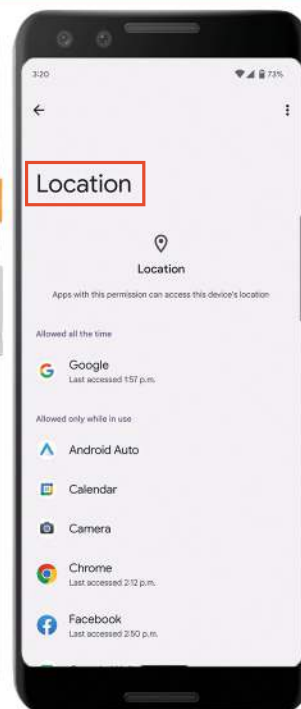 3:20
73%
Location
Location
Apps with this permission can access this device's location
Allowed all the time
Google
Last accessed 1:57 p.m.
Allowed only while in use
Android Auto
Calendar
Camera
Chrome
Last accessed 2:12 p.m.
Facebook
Last accessed 2:50 p.m.